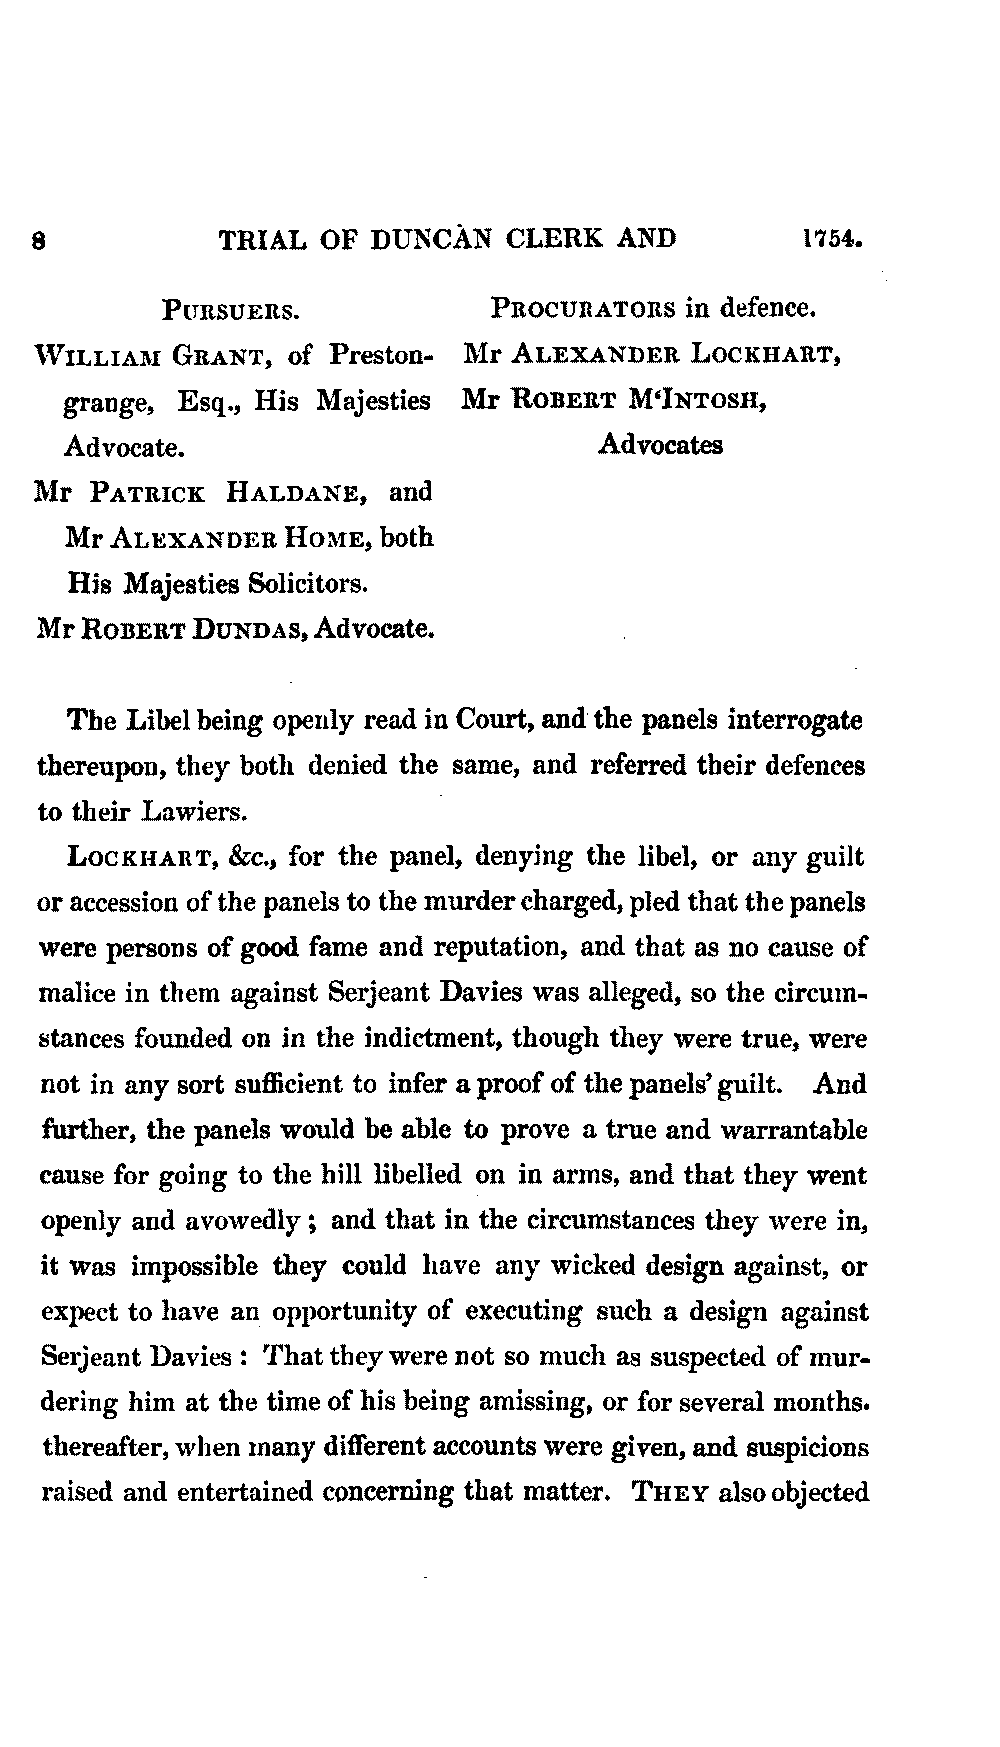 8 TRIAL OF DUNCAN CLERK AND 1754.
PURSUERS.
WILLIAM GRANT, of Preston-
grange, Esq., His Majesties
Advocate.
Mr PATRICK HALDANE, and
Mr ALEXANDER HOME, both
His Majesties Solicitors.
Mr ROBERT DUNDAS, Advocate.
PROCURATORS in defence.
Mr ALEXANDER LOCKHART,
Mr ROBERT M‘INTOSH,
Advocates
The Libel being openly read in Court, and the panels interrogate
thereupon, they both denied the same, and referred their defences
to their Lawiers.
LOCKHART, &c., for the panel, denying the libel, or any guilt
or accession of the panels to the murder charged, pled that the panels
were persons of good fame and reputation, and that as no cause of
malice in them against Serjeant Davies was alleged, so the circum-
stances founded on in the indictment, though they were true, were
not in any sort sufficient to infer a proof of the panels’ guilt. And
further, the panels would be able to prove a true and warrantable
cause for going to the hill libelled on in arms, and that they went
openly and avowedly; and that in the circumstances they were in,
it was impossible they could have any wicked design against, or
expect to have an opportunity of executing such a design against
Serjeant Davies: That they were not so much as suspected of mur-
dering him at the time of his being amissing, or for several months.
thereafter, when many different accounts were given, and suspicions
raised and entertained concerning that matter. THEY also objected